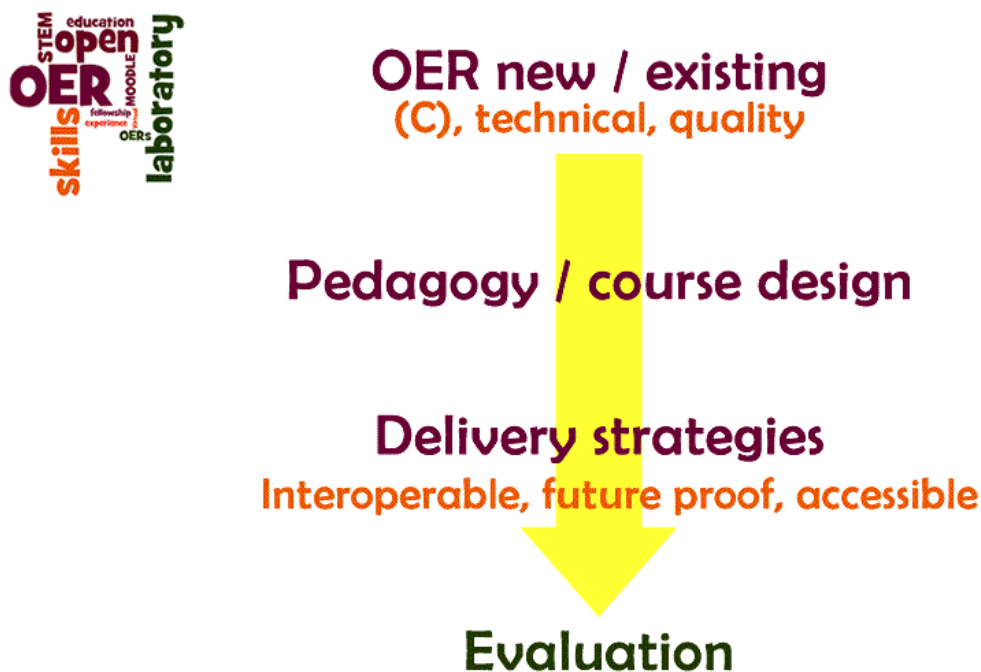 STEM
education
open
OER
MOODLE
laboratory
skills
fellowship
experience
virtual
OERs
OER new / existing
(C), technical, quality
Pedagogy / course design
Delivery strategies
Interoperable, future proof, accessible
Evaluation